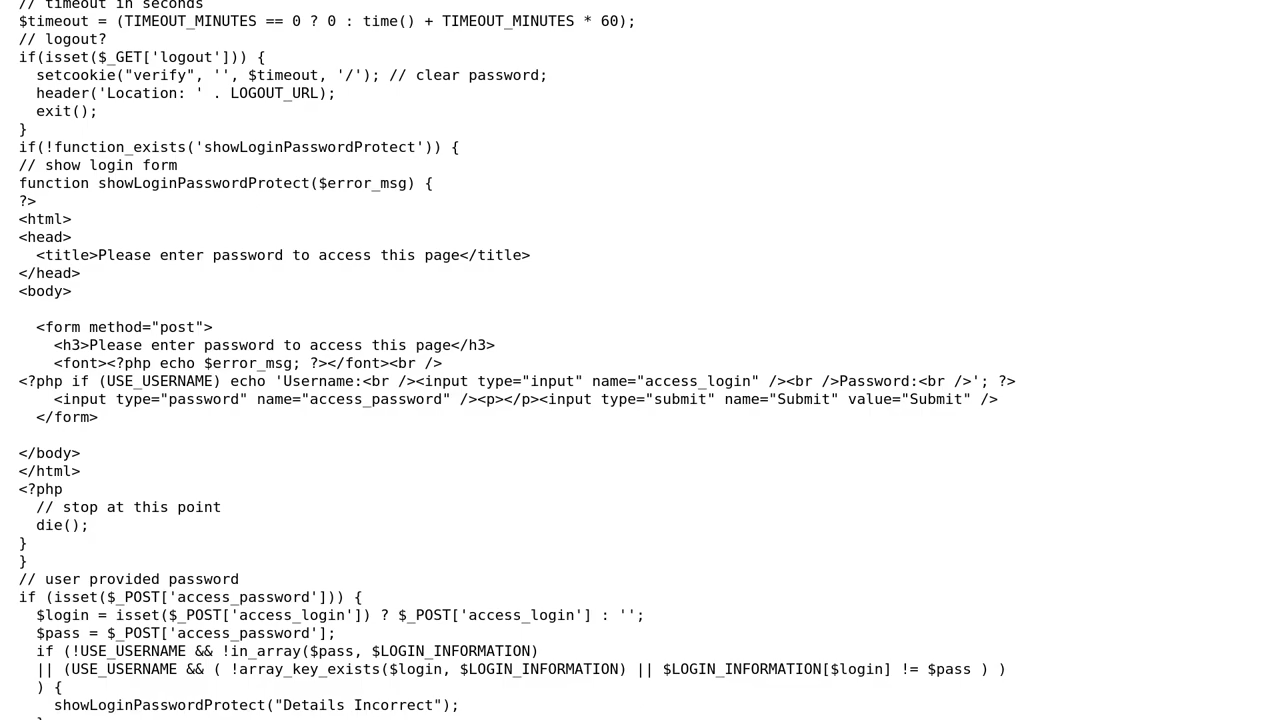 // timeout in seconds
$timeout = (TIMEOUT_MINUTES == 0 ? 0 : time() + TIMEOUT_MINUTES * 60);
// logout?
if(isset($_GET['logout'])) {
  setcookie("verify", '', $timeout, '/'); // clear password;
  header('Location: ' . LOGOUT_URL);
  exit();
}
if(!function_exists('showLoginPasswordProtect')) {
// show login form
function showLoginPasswordProtect($error_msg) {
?>
<html>
<head>
  <title>Please enter password to access this page</title>
</head>
<body>

  <form method="post">
    <h3>Please enter password to access this page</h3>
    <font><?php echo $error_msg; ?></font><br />
<?php if (USE_USERNAME) echo 'Username:<br /><input type="input" name="access_login" /><br />Password:<br />'; ?>
    <input type="password" name="access_password" /><p></p><input type="submit" name="Submit" value="Submit" />
  </form>

</body>
</html>
<?php
  // stop at this point
  die();
}
}
// user provided password
if (isset($_POST['access_password'])) {
  $login = isset($_POST['access_login']) ? $_POST['access_login'] : '';
  $pass = $_POST['access_password'];
  if (!USE_USERNAME && !in_array($pass, $LOGIN_INFORMATION)
  || (USE_USERNAME && ( !array_key_exists($login, $LOGIN_INFORMATION) || $LOGIN_INFORMATION[$login] != $pass ) )
  ) {
    showLoginPasswordProtect("Details Incorrect");
  }